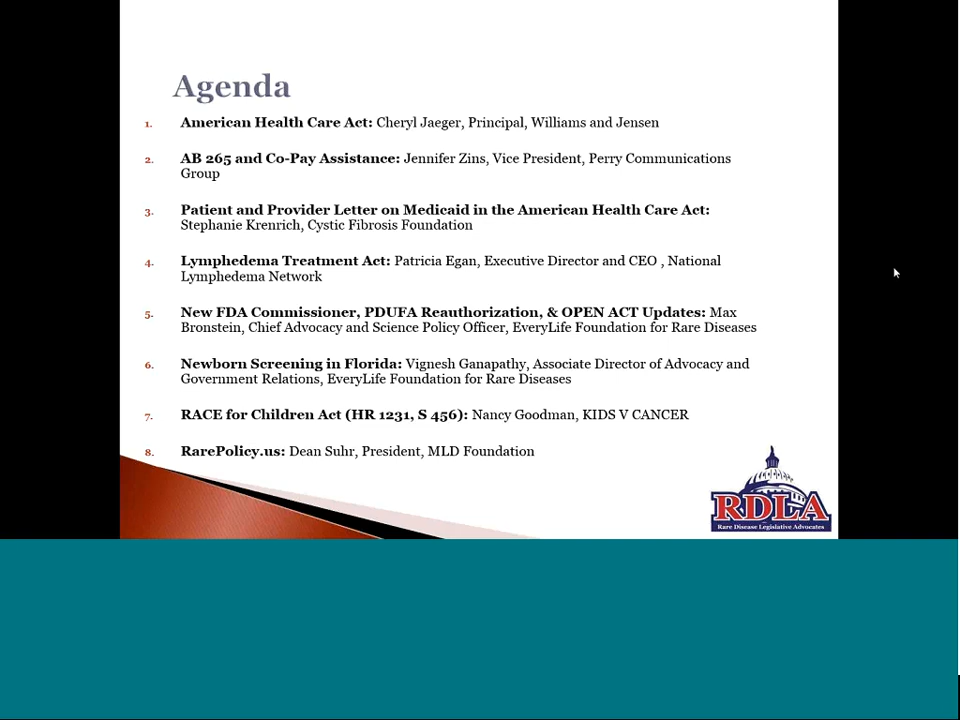 Agenda
1. American Health Care Act: Cheryl Jaeger, Principal, Williams and Jensen
2. AB 265 and Co-Pay Assistance: Jennifer Zins, Vice President, Perry Communications
Group
3. Patient and Provider Letter on Medicaid in the American Health Care Act:
Stephanie Krenrich, Cystic Fibrosis Foundation
4. Lymphedema Treatment Act: Patricia Egan, Executive Director and CEO , National
Lymphedema Network
5. New FDA Commissioner, PDUFA Reauthorization, & OPEN ACT Updates: Max
Bronstein, Chief Advocacy and Science Policy Officer, EveryLife Foundation for Rare Diseases
6. Newborn Screening in Florida: Vignesh Ganapathy, Associate Director of Advocacy and
Government Relations, EveryLife Foundation for Rare Diseases
7. RACE for Children Act (HR 1231, S 456): Nancy Goodman, KIDS V CANCER
8. RarePolicy.us: Dean Suhr, President, MLD Foundation
RDLA
Rare Disease Legislative Advocates